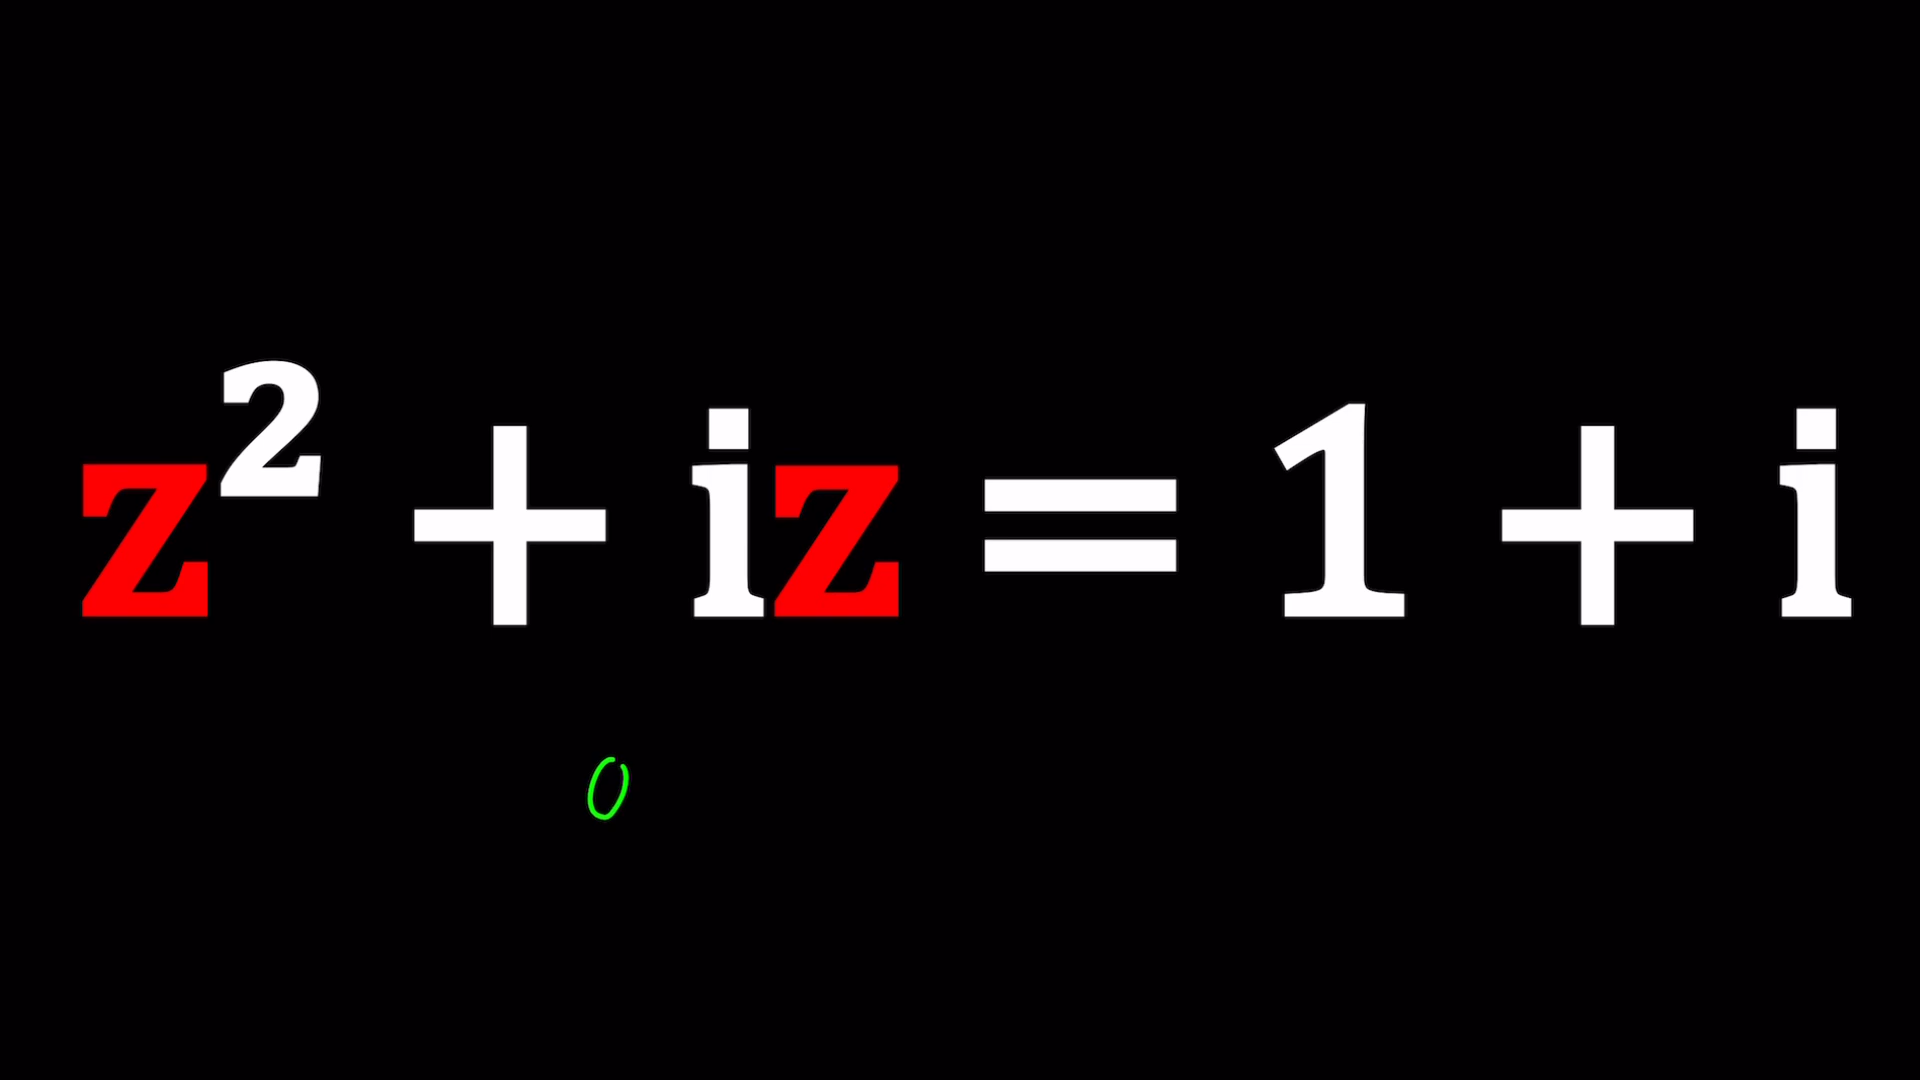 z² + iz = 1 + i
0